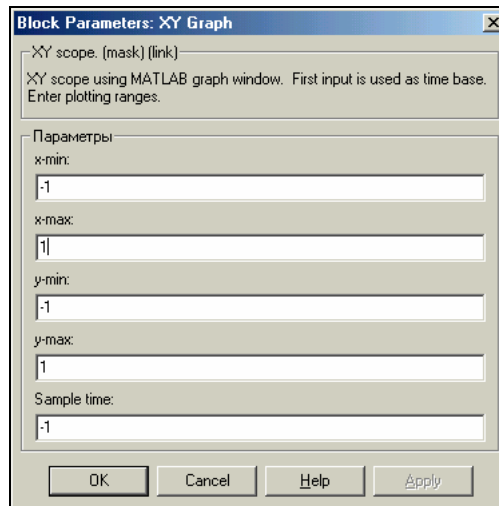 Block Parameters: XY Graph
XY scope. (mask) (link)
XY scope using MATLAB graph window. First input is used as time base.
Enter plotting ranges.
Параметры
x-min:
-1
x-max:
1
y-min:
-1
y-max:
1
Sample time:
-1
OK Cancel Help Apply